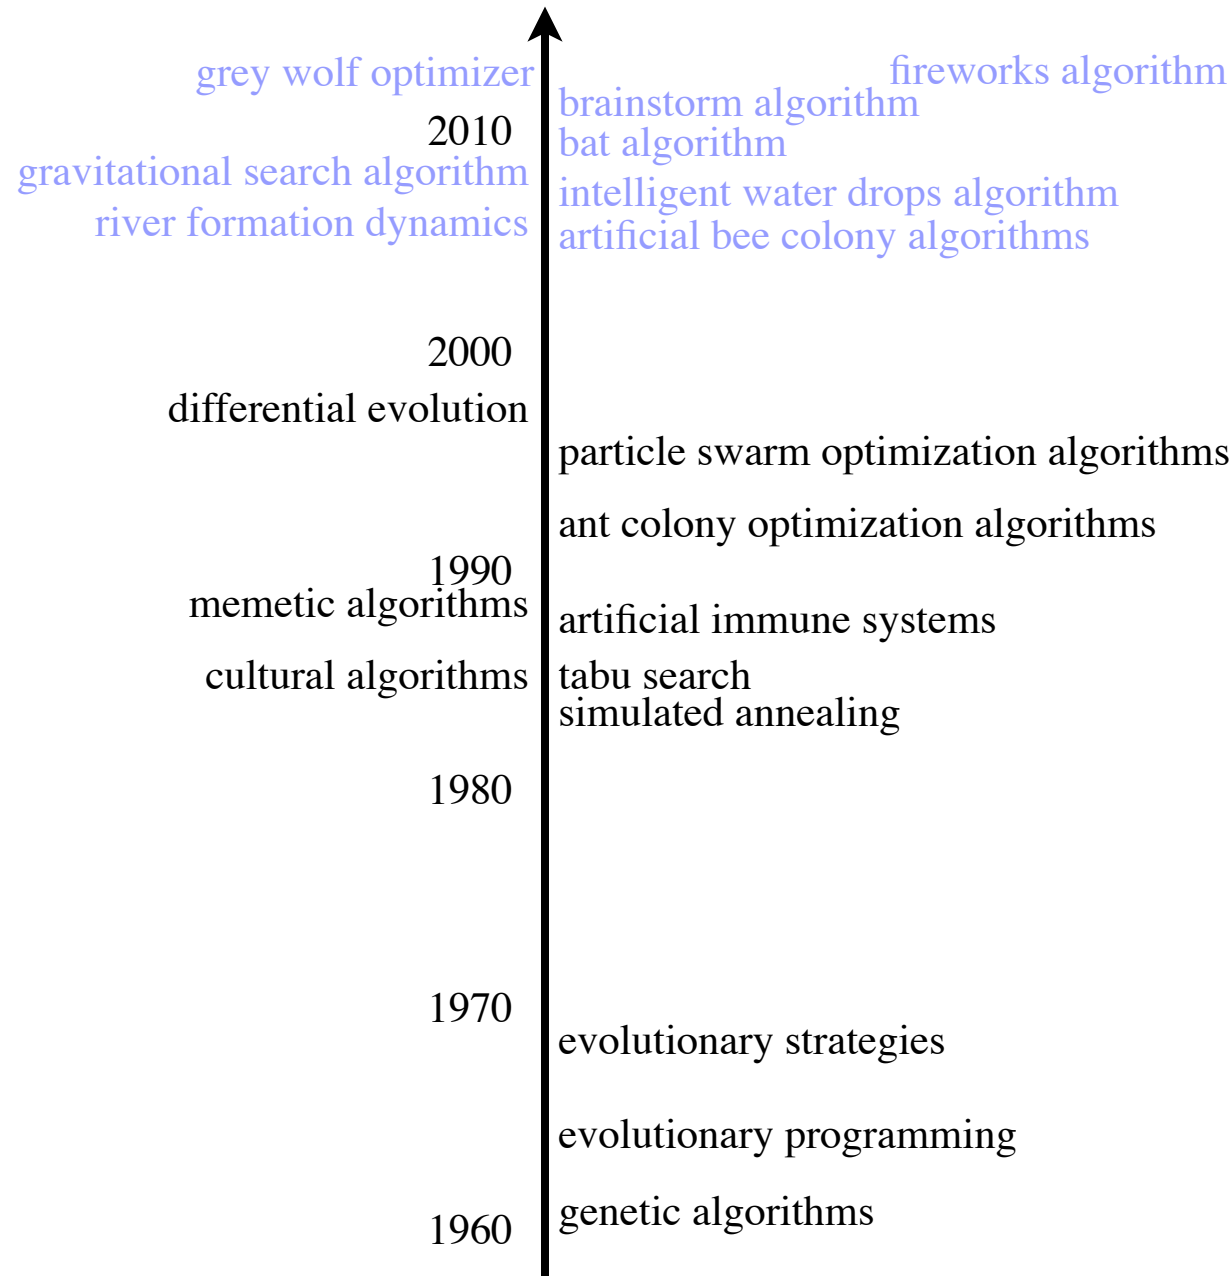 grey wolf optimizer
fireworks algorithm
brainstorm algorithm
2010
bat algorithm
gravitational search algorithm
intelligent water drops algorithm
river formation dynamics
artificial bee colony algorithms
2000
differential evolution
particle swarm optimization algorithms
ant colony optimization algorithms
1990
memetic algorithms
artificial immune systems
cultural algorithms
tabu search
simulated annealing
1980
1970
evolutionary strategies
evolutionary programming
genetic algorithms
1960